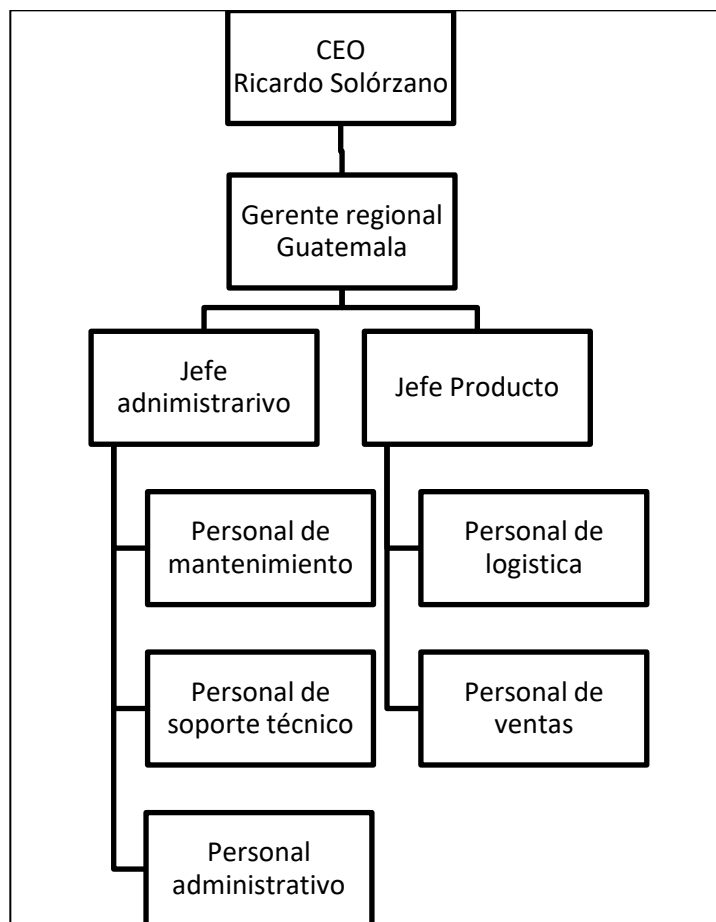 CEO
Ricardo Solórzano
Gerente regional
Guatemala
Jefe
adnimistrarivo
Jefe Producto
Personal de
mantenimiento
Personal de
logistica
Personal de
soporte técnico
Personal de
ventas
Personal
administrativo